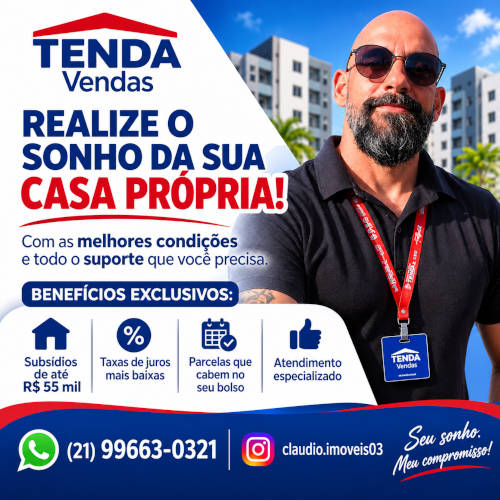 TENDA
Vendas
REALIZE O
SONHO DA SUA
CASA PRÓPRIA!
Com as melhores condições
e todo o suporte que você precisa.
BENEFÍCIOS EXCLUSIVOS:
Subsídios
de até
R$ 55 mil
Taxas de juros
mais baixas
Parcelas que
cabem no
seu bolso
Atendimento
especializado
TENDA
Vendas
(21) 99663-0321
claudio.imoveis03
Seu sonho.
Meu compromisso!